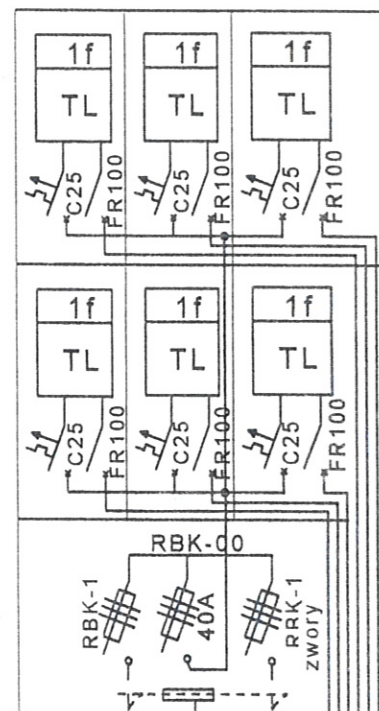 1f 1f 1f
TL TL TL
C25 FR100 C25 FR100 C25 FR100
1f 1f 1f
TL TL TL
C25 FR100 C25 FR100 C25 FR100
RBK-00
RBK-1 40A RBK-1
zwory